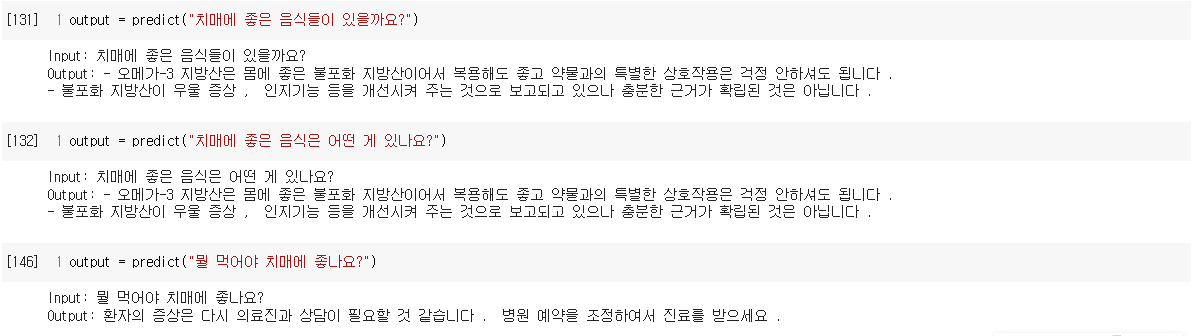 [131] 1 output = predict("치매에 좋은 음식들이 있을까요?")
Input: 치매에 좋은 음식들이 있을까요?
Output: - 오메가-3 지방산은 몸에 좋은 불포화 지방산이어서 복용해도 좋고 약물과의 특별한 상호작용은 걱정 안하셔도 됩니다 .
- 불포화 지방산이 우울 증상 , 인지기능 등을 개선시켜 주는 것으로 보고되고 있으나 충분한 근거가 확립된 것은 아닙니다 .
[132] 1 output = predict("치매에 좋은 음식은 어떤 게 있나요?")
Input: 치매에 좋은 음식은 어떤 게 있나요?
Output: - 오메가-3 지방산은 몸에 좋은 불포화 지방산이어서 복용해도 좋고 약물과의 특별한 상호작용은 걱정 안하셔도 됩니다 .
- 불포화 지방산이 우울 증상 , 인지기능 등을 개선시켜 주는 것으로 보고되고 있으나 충분한 근거가 확립된 것은 아닙니다 .
[146] 1 output = predict("뭘 먹어야 치매에 좋나요?")
Input: 뭘 먹어야 치매에 좋나요?
Output: 환자의 증상은 다시 의료진과 상담이 필요할 것 같습니다 . 병원 예약을 조정하여서 진료를 받으세요 .